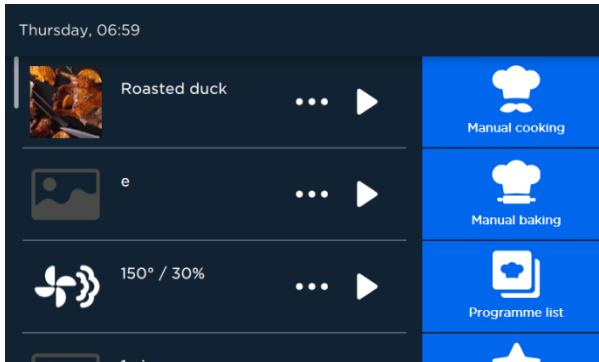 Thursday, 06:59
Roasted duck
Manual cooking
e
Manual baking
150° / 30%
Programme list